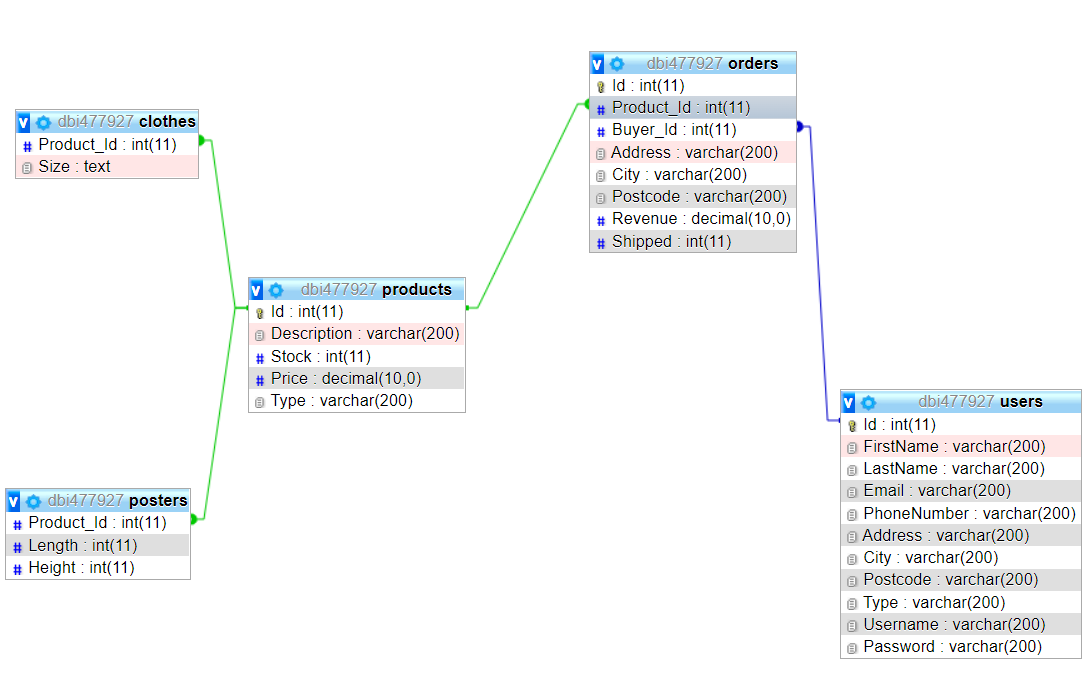 dbi477927 orders
Id : int(11)
Product_Id : int(11)
Buyer_Id : int(11)
Address : varchar(200)
City : varchar(200)
Postcode : varchar(200)
Revenue : decimal(10,0)
Shipped : int(11)
dbi477927 clothes
Product_Id : int(11)
Size : text
dbi477927 products
Id : int(11)
Description : varchar(200)
Stock : int(11)
Price : decimal(10,0)
Type : varchar(200)
dbi477927 posters
Product_Id : int(11)
Length : int(11)
Height : int(11)
dbi477927 users
Id : int(11)
FirstName : varchar(200)
LastName : varchar(200)
Email : varchar(200)
PhoneNumber : varchar(200)
Address : varchar(200)
City : varchar(200)
Postcode : varchar(200)
Type : varchar(200)
Username : varchar(200)
Password : varchar(200)